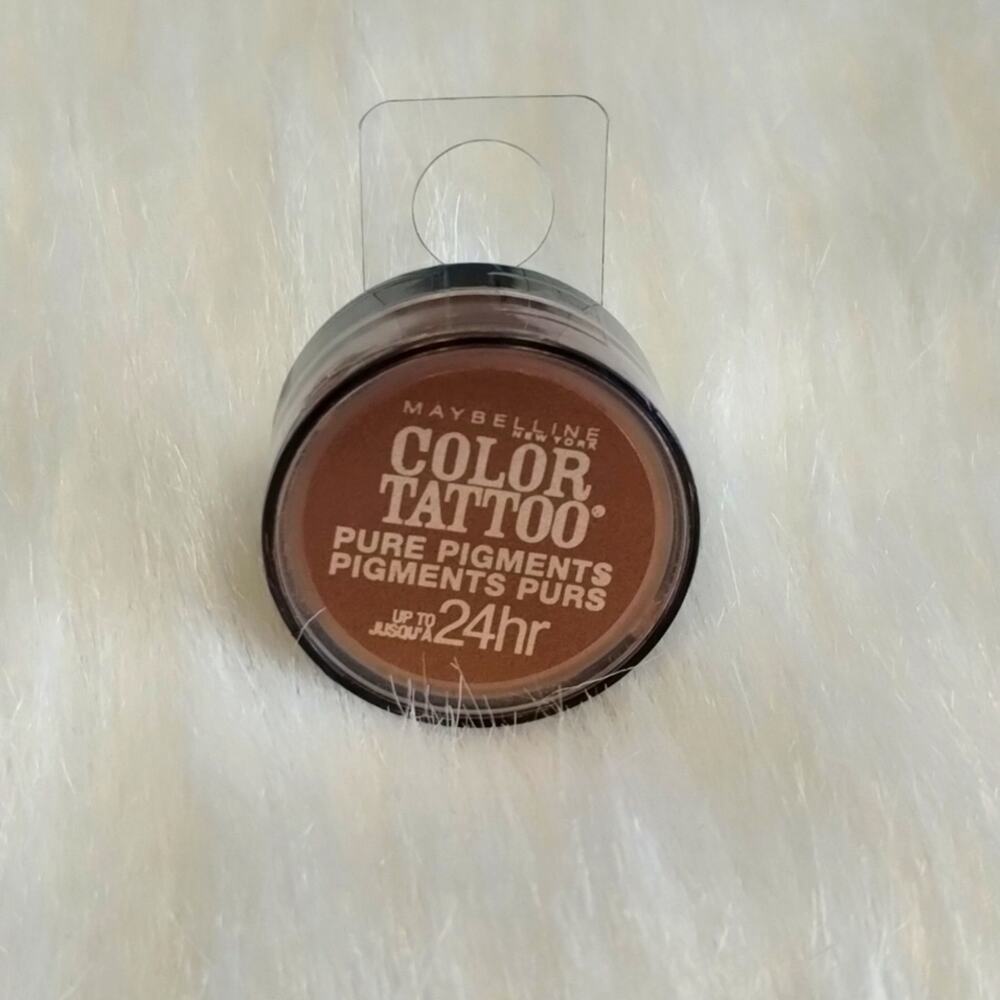 MAYBELLINE
NEW YORK
COLOR
TATTOO®
PURE PIGMENTS
PIGMENTS PURS
UP TO
JUSQU'À
24hr